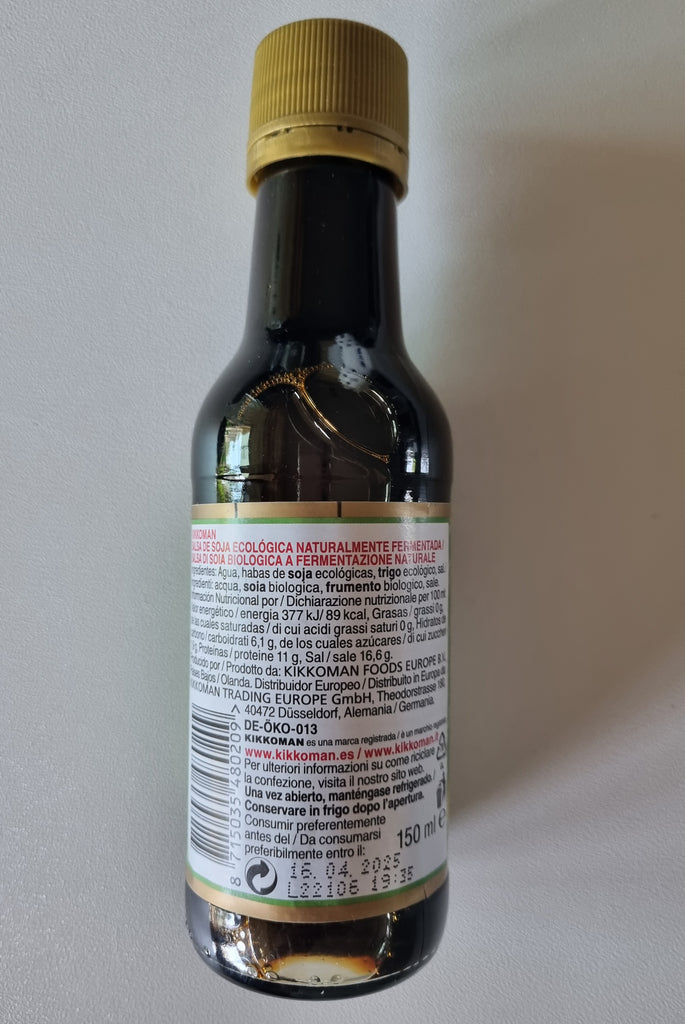 KIKKOMAN
SALSA DE SOJA ECOLÓGICA NATURALMENTE FERMENTADA /
SALSA DI SOIA BIOLOGICA A FERMENTAZIONE NATURALE
Ingredientes: Agua, habas de soja ecológicas, trigo ecológico, sal.
Ingredienti: acqua, soia biologica, frumento biologico, sale.
Información Nutricional por / Dichiarazione nutrizionale per 100 ml:
valor energético / energia 377 kJ/ 89 kcal, Grasas / grassi 0 g,
de las cuales saturadas / di cui acidi grassi saturi 0 g, Hidratos de
carbono / carboidrati 6,1 g, de los cuales azúcares / di cui zuccheri
g, Proteínas / proteine 11 g, Sal / sale 16,6 g.
Producido por / Prodotto da: KIKKOMAN FOODS EUROPE B.V.,
Países Bajos / Olanda. Distribuidor Europeo / Distribuito in Europa da:
KIKKOMAN TRADING EUROPE GmbH, Theodorstrasse 180,
40472 Düsseldorf, Alemania / Germania.
DE-ÖKO-013
KIKKOMAN es una marca registrada / è un marchio
www.kikkoman.es / www.kikkoman.it
Per ulteriori informazioni su come riciclare
la confezione, visita il nostro sito web.
Una vez abierto, manténgase refrigerado. /
Conservare in frigo dopo l'apertura.
Consumir preferentemente
antes del / Da consumarsi
preferibilmente entro il:
150 ml e
16. 04. 2025
L22106 19:35
8 715035 480209 >